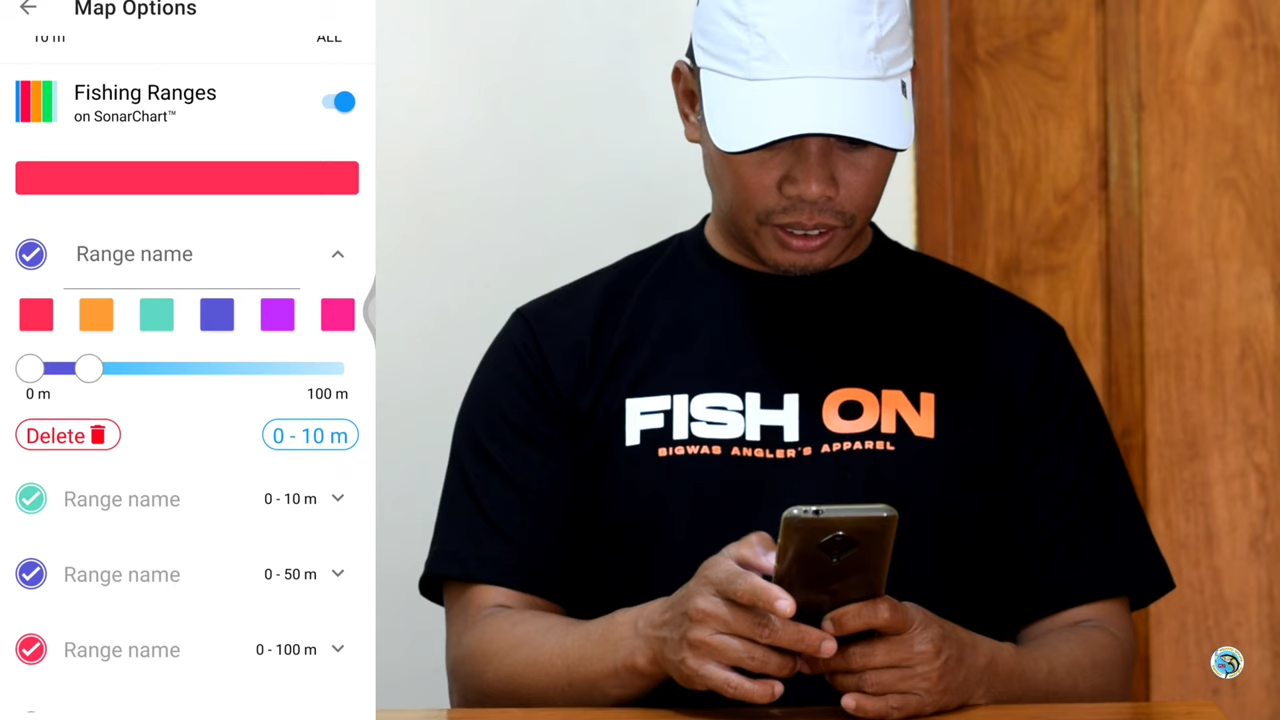 Map Options
10 m
ALL
Fishing Ranges
on SonarChart™
Range name
0 m
100 m
Delete
0 - 10 m
Range name
0 - 10 m
Range name
0 - 50 m
Range name
0 - 100 m
FISH ON
BIGWAS ANGLER'S APPAREL